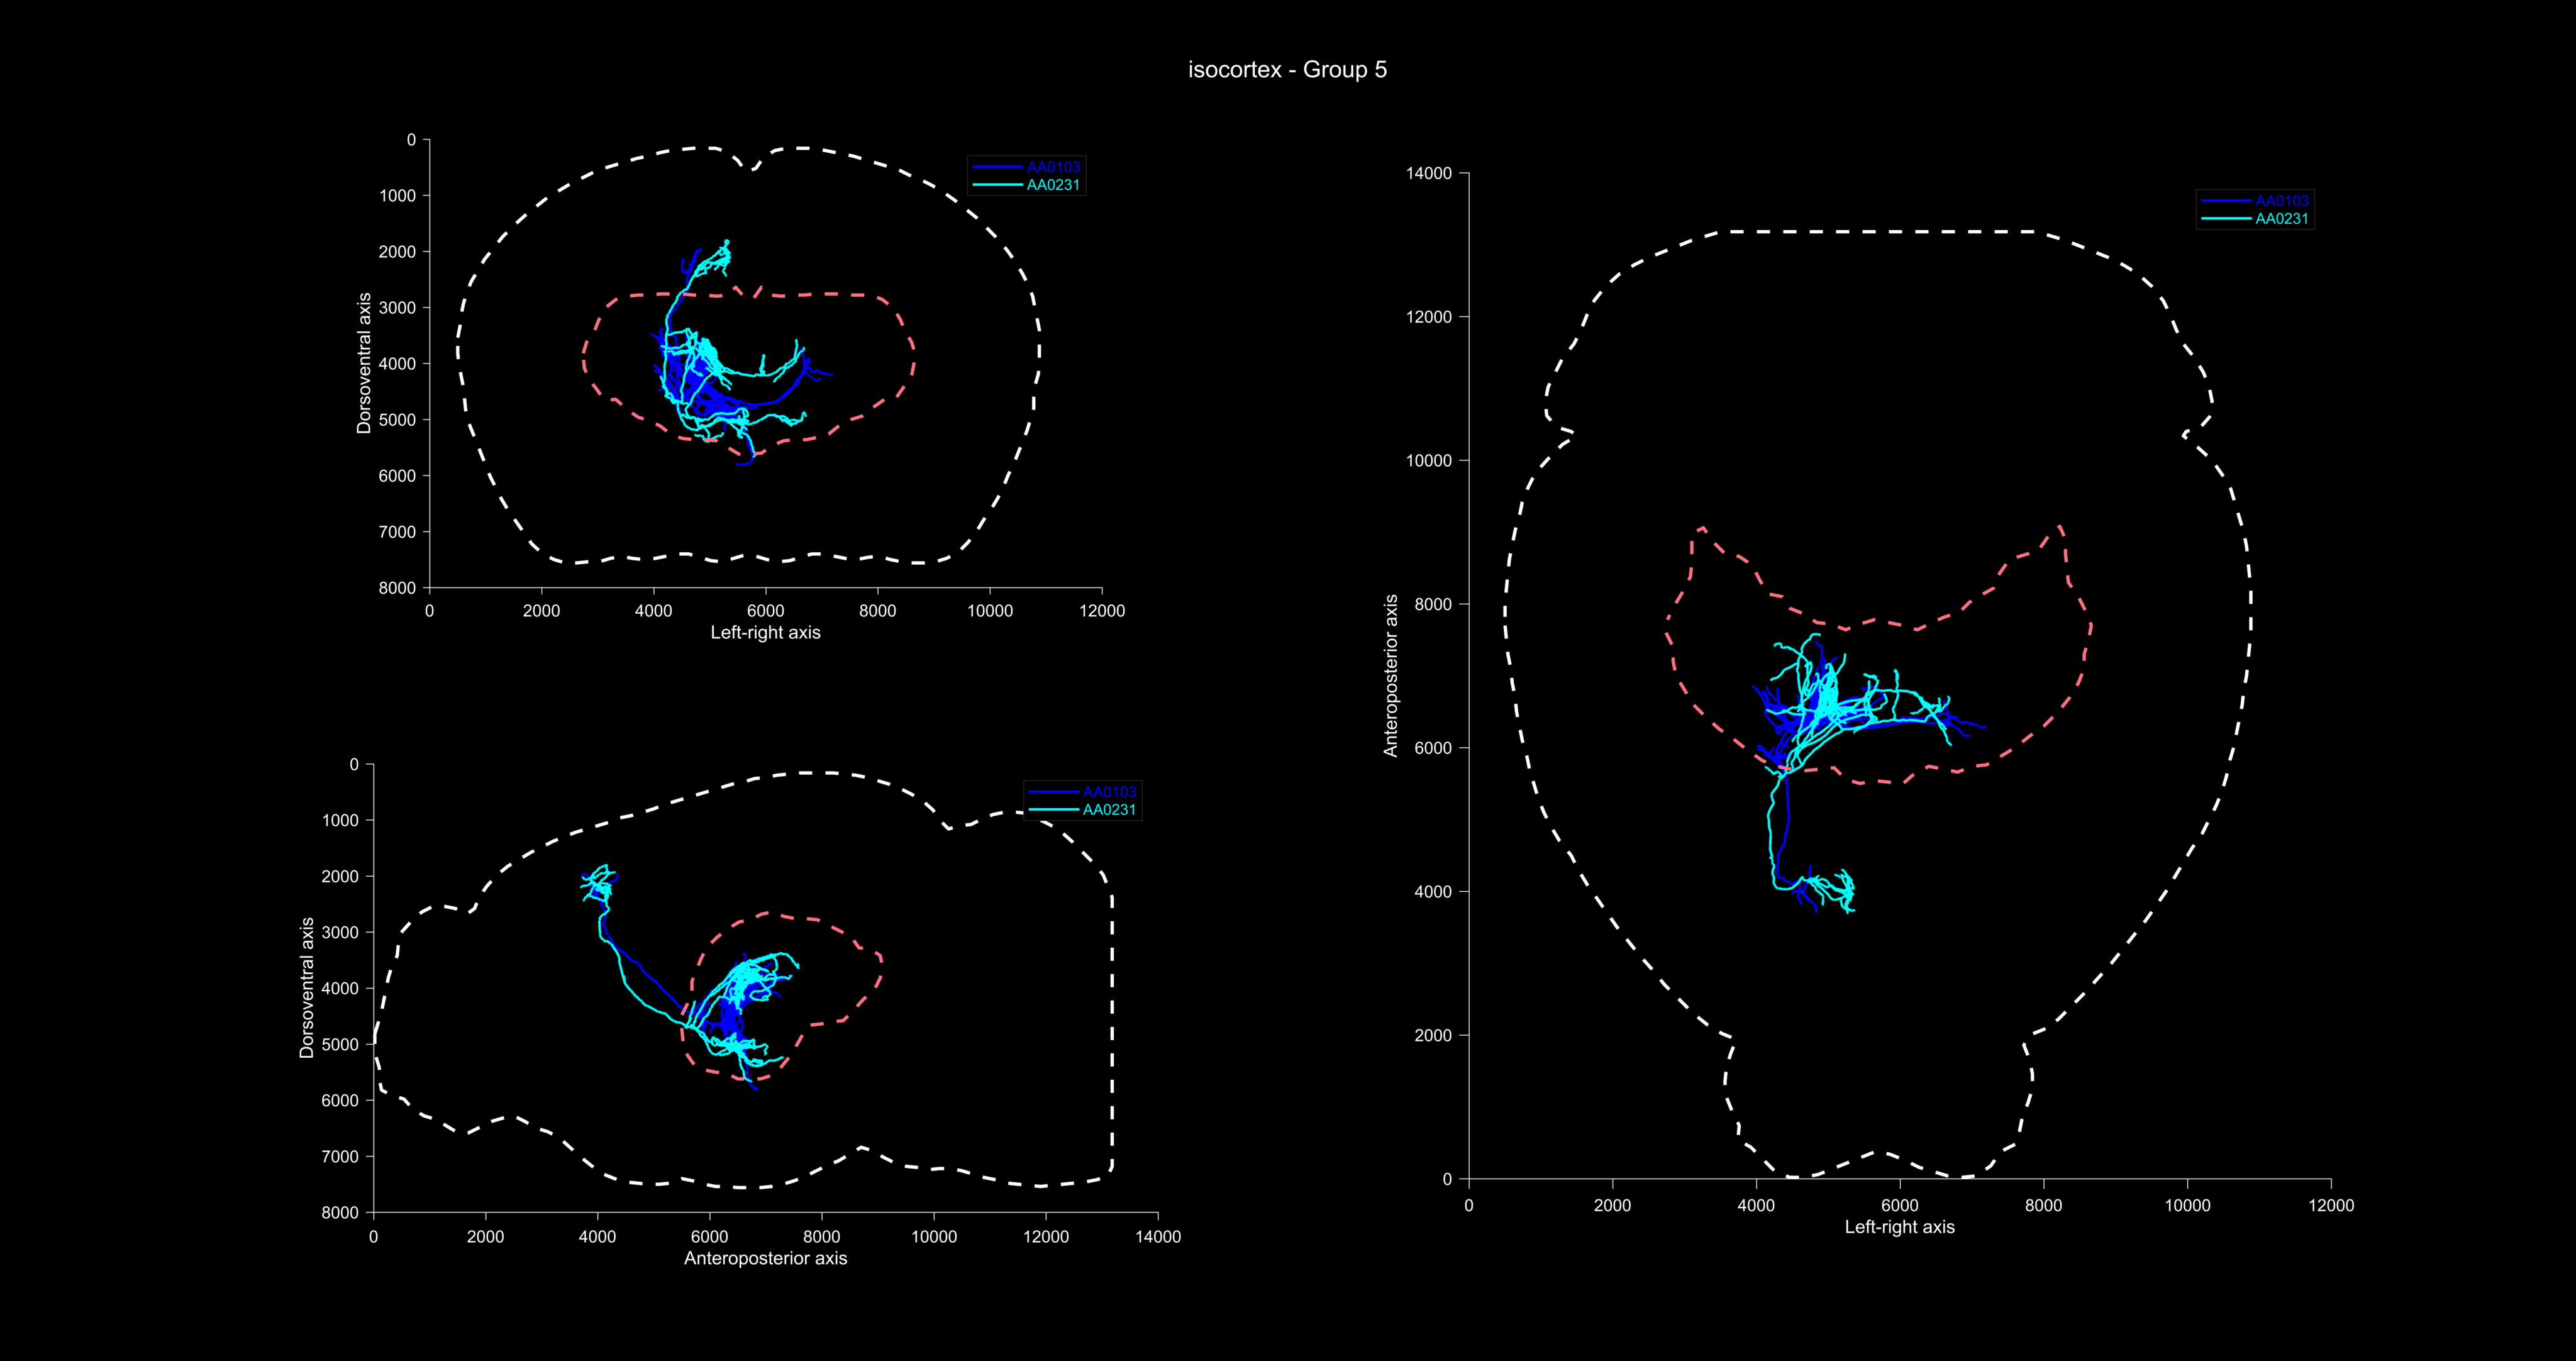 isocortex - Group 5
0
1000
2000
3000
4000
5000
6000
7000
8000
Dorsoventral axis
0 2000 4000 6000 8000 10000 12000
Left-right axis
AA0103
AA0231
0
1000
2000
3000
4000
5000
6000
7000
8000
Dorsoventral axis
0 2000 4000 6000 8000 10000 12000 14000
Anteroposterior axis
AA0103
AA0231
14000
12000
10000
8000
6000
4000
2000
0
Anteroposterior axis
0 2000 4000 6000 8000 10000 12000
Left-right axis
AA0103
AA0231